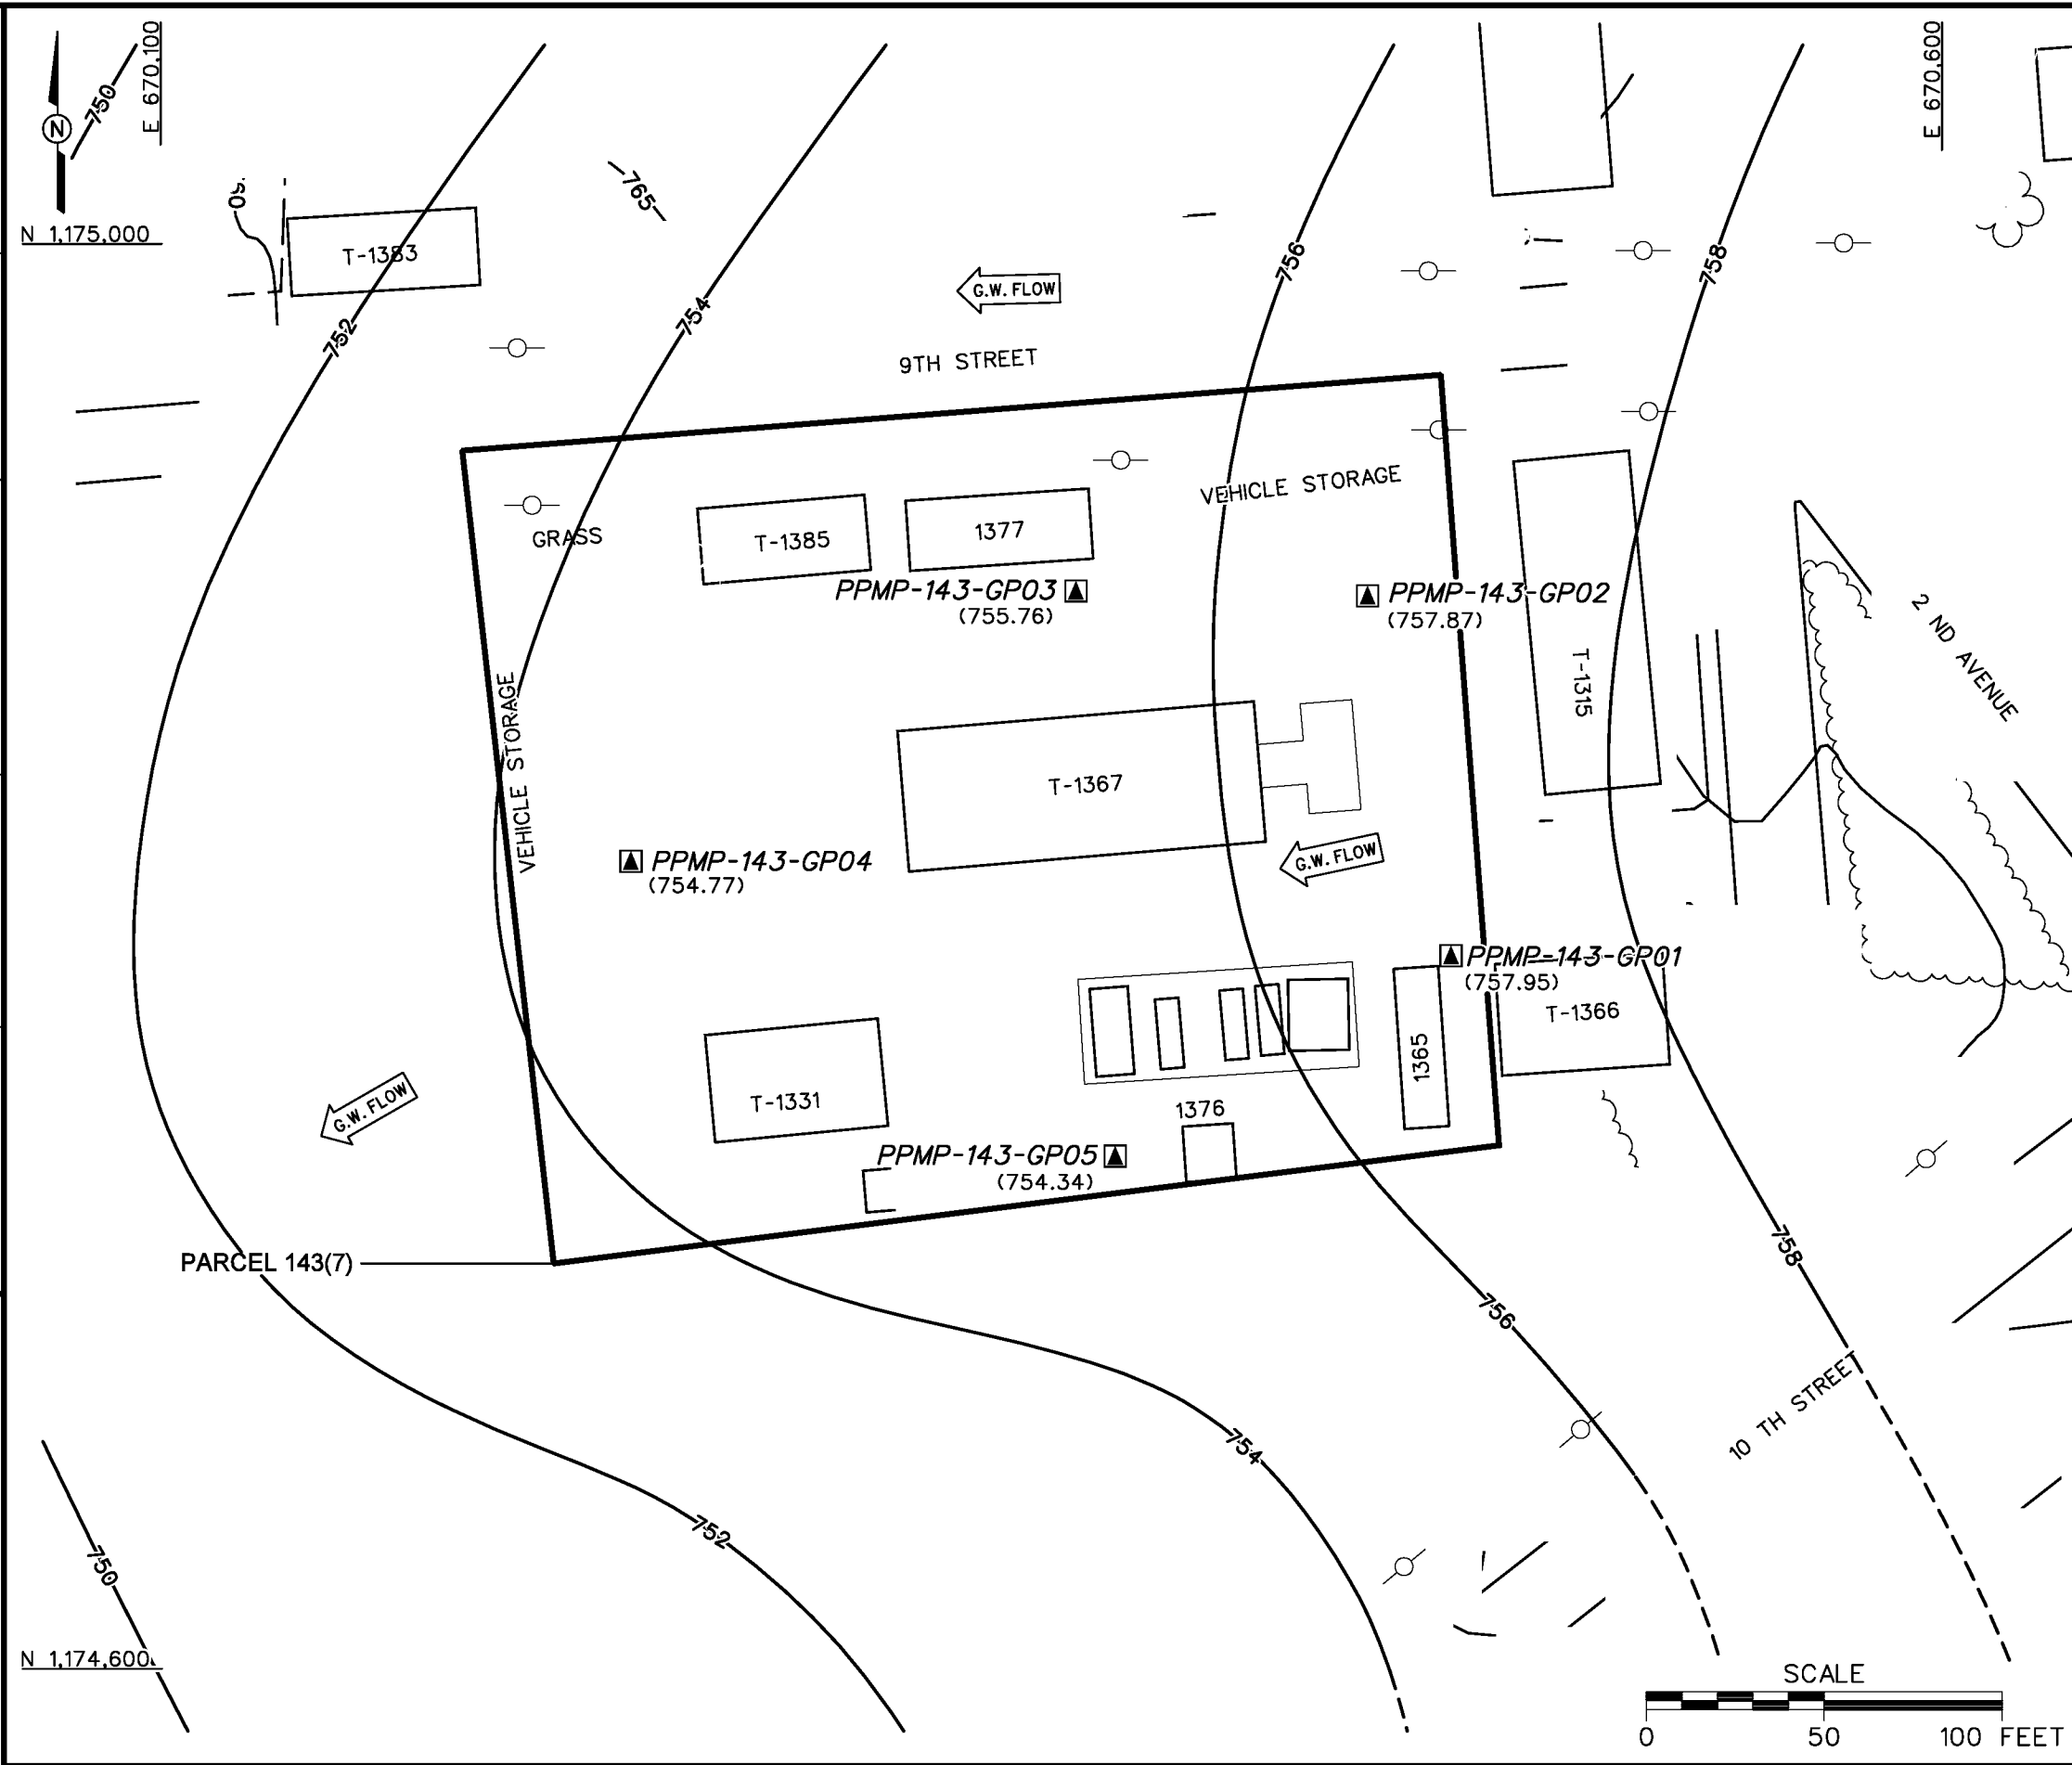 E 670,100
E 670,600
750
N
N 1,175,000
T-1383
765
752
754
756
758
G.W. FLOW
9TH STREET
VEHICLE STORAGE
GRASS
T-1385
1377
PPMP-143-GP03
(755.76)
PPMP-143-GP02
(757.87)
2 ND AVENUE
T-1315
VEHICLE STORAGE
T-1367
G.W. FLOW
PPMP-143-GP04
(754.77)
PPMP-143-GP01
(757.95)
T-1366
1365
T-1331
G.W. FLOW
1376
PPMP-143-GP05
(754.34)
PARCEL 143(7)
758
756
10 TH STREET
754
752
750
N 1,174,600
SCALE
0 50 100 FEET